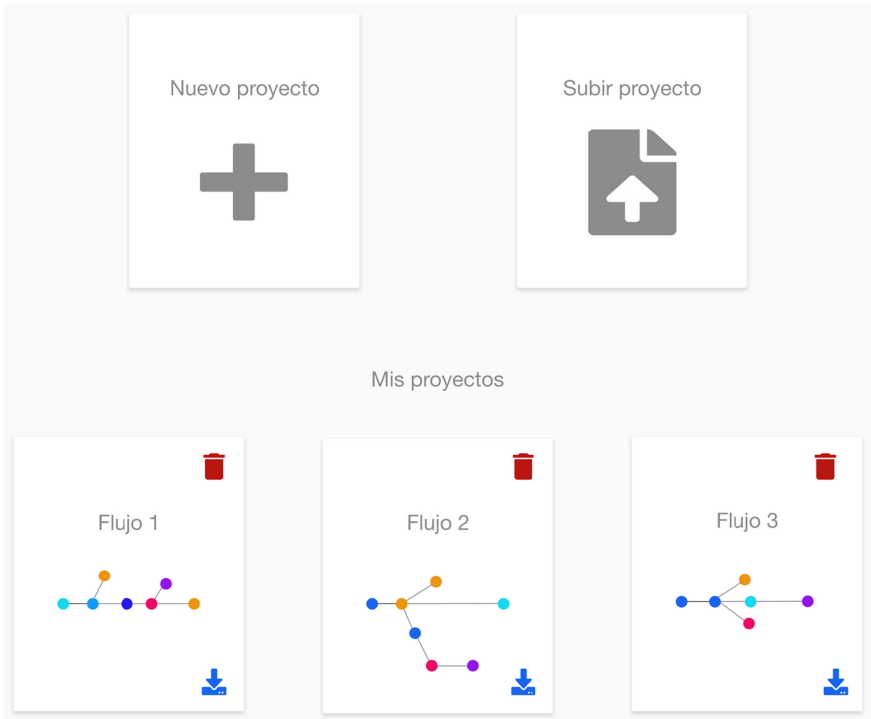 Nuevo proyecto
Subir proyecto
Mis proyectos
Flujo 1
Flujo 2
Flujo 3